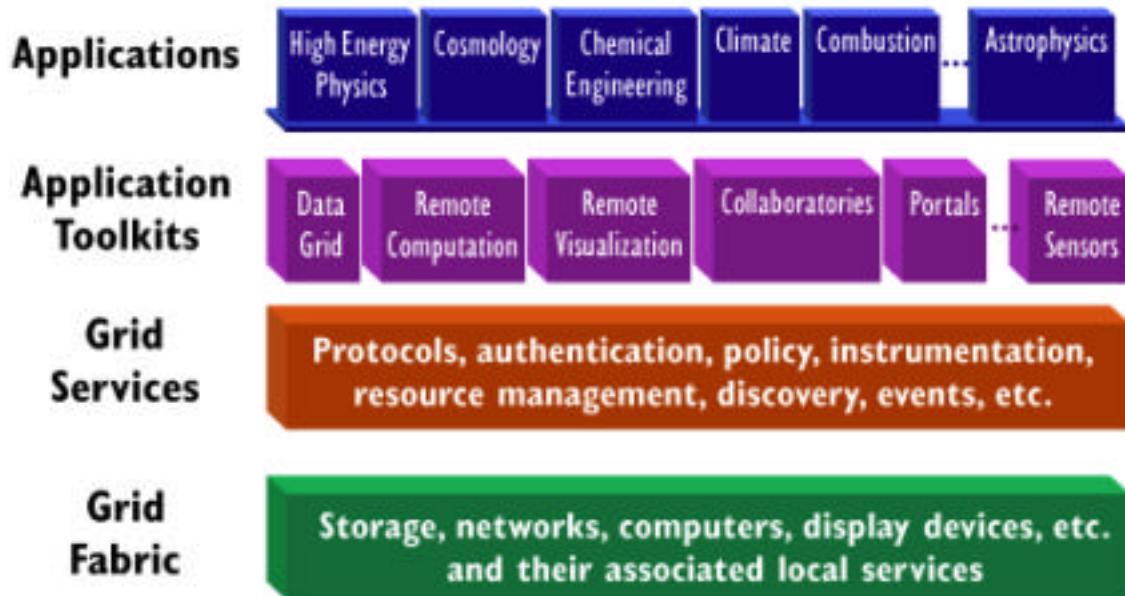 Applications
High Energy
Physics
Cosmology
Chemical
Engineering
Climate
Combustion
...
Astrophysics
Application
Toolkits
Data
Grid
Remote
Computation
Remote
Visualization
Collaboratories
Portals
...
Remote
Sensors
Grid
Services
Protocols, authentication, policy, instrumentation,
resource management, discovery, events, etc.
Grid
Fabric
Storage, networks, computers, display devices, etc.
and their associated local services